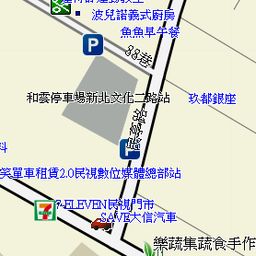 波兒諾義式廚房
魚魚早午餐
88巷
和雲停車場新北文化二路站
玖都銀座
料
笑單車租賃2.0民視數位媒體總部站
7-ELEVEN民視門市
SAVE大信汽車
樂蔬集蔬食手作